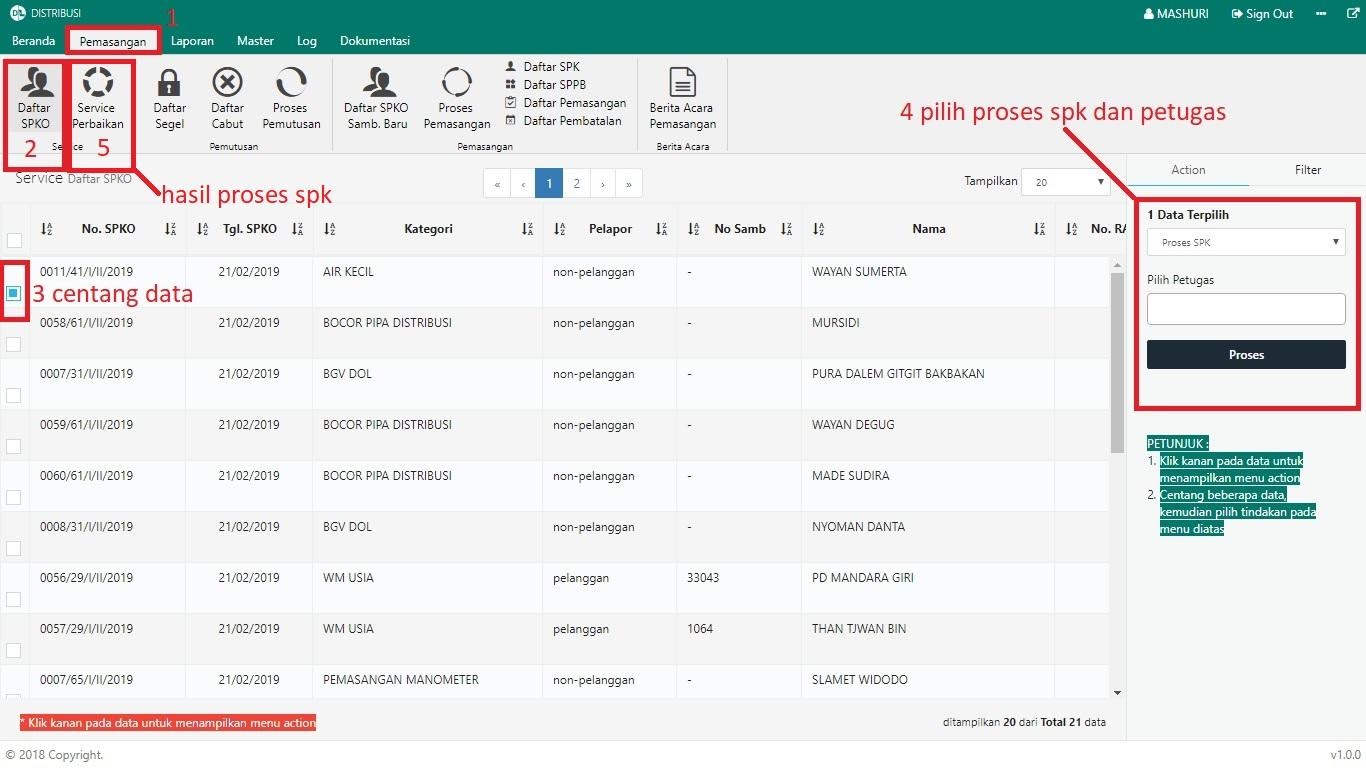 DL DISTRIBUSI
MASHURI Sign Out
1
Beranda Pemasangan Laporan Master Log Dokumentasi
Daftar SPKO
Service Perbaikan
Daftar Segel
Daftar Cabut
Proses Pemutusan
Daftar SPKO Samb. Baru
Proses Pemasangan
Daftar SPK
Daftar SPPB
Daftar Pemasangan
Daftar Pembatalan
Berita Acara Pemasangan
2 5
Service Pemutusan Pemasangan Berita Acara
4 pilih proses spk dan petugas
hasil proses spk
Service Daftar SPKO
« ‹ 1 2 › »
Tampilkan 20
Action Filter
No. SPKO Tgl. SPKO Kategori Pelapor No Samb Nama No. RA
0011/41/I/II/2019 21/02/2019 AIR KECIL non-pelanggan - WAYAN SUMERTA
3 centang data
0058/61/I/II/2019 21/02/2019 BOCOR PIPA DISTRIBUSI non-pelanggan - MURSIDI
0007/31/I/II/2019 21/02/2019 BGV DOL non-pelanggan - PURA DALEM GITGIT BAKBAKAN
0059/61/I/II/2019 21/02/2019 BOCOR PIPA DISTRIBUSI non-pelanggan - WAYAN DEGUG
0060/61/I/II/2019 21/02/2019 BOCOR PIPA DISTRIBUSI non-pelanggan - MADE SUDIRA
0008/31/I/II/2019 21/02/2019 BGV DOL non-pelanggan - NYOMAN DANTA
0056/29/I/II/2019 21/02/2019 WM USIA pelanggan 33043 PD MANDARA GIRI
0057/29/I/II/2019 21/02/2019 WM USIA pelanggan 1064 THAN TJWAN BIN
0007/65/I/II/2019 21/02/2019 PEMASANGAN MANOMETER non-pelanggan - SLAMET WIDODO
1 Data Terpilih
Proses SPK
Pilih Petugas
Proses
PETUNJUK :
1. Klik kanan pada data untuk
menampilkan menu action
2. Centang beberapa data,
kemudian pilih tindakan pada
menu diatas
* Klik kanan pada data untuk menampilkan menu action
ditampilkan 20 dari Total 21 data
© 2018 Copyright.
v1.0.0